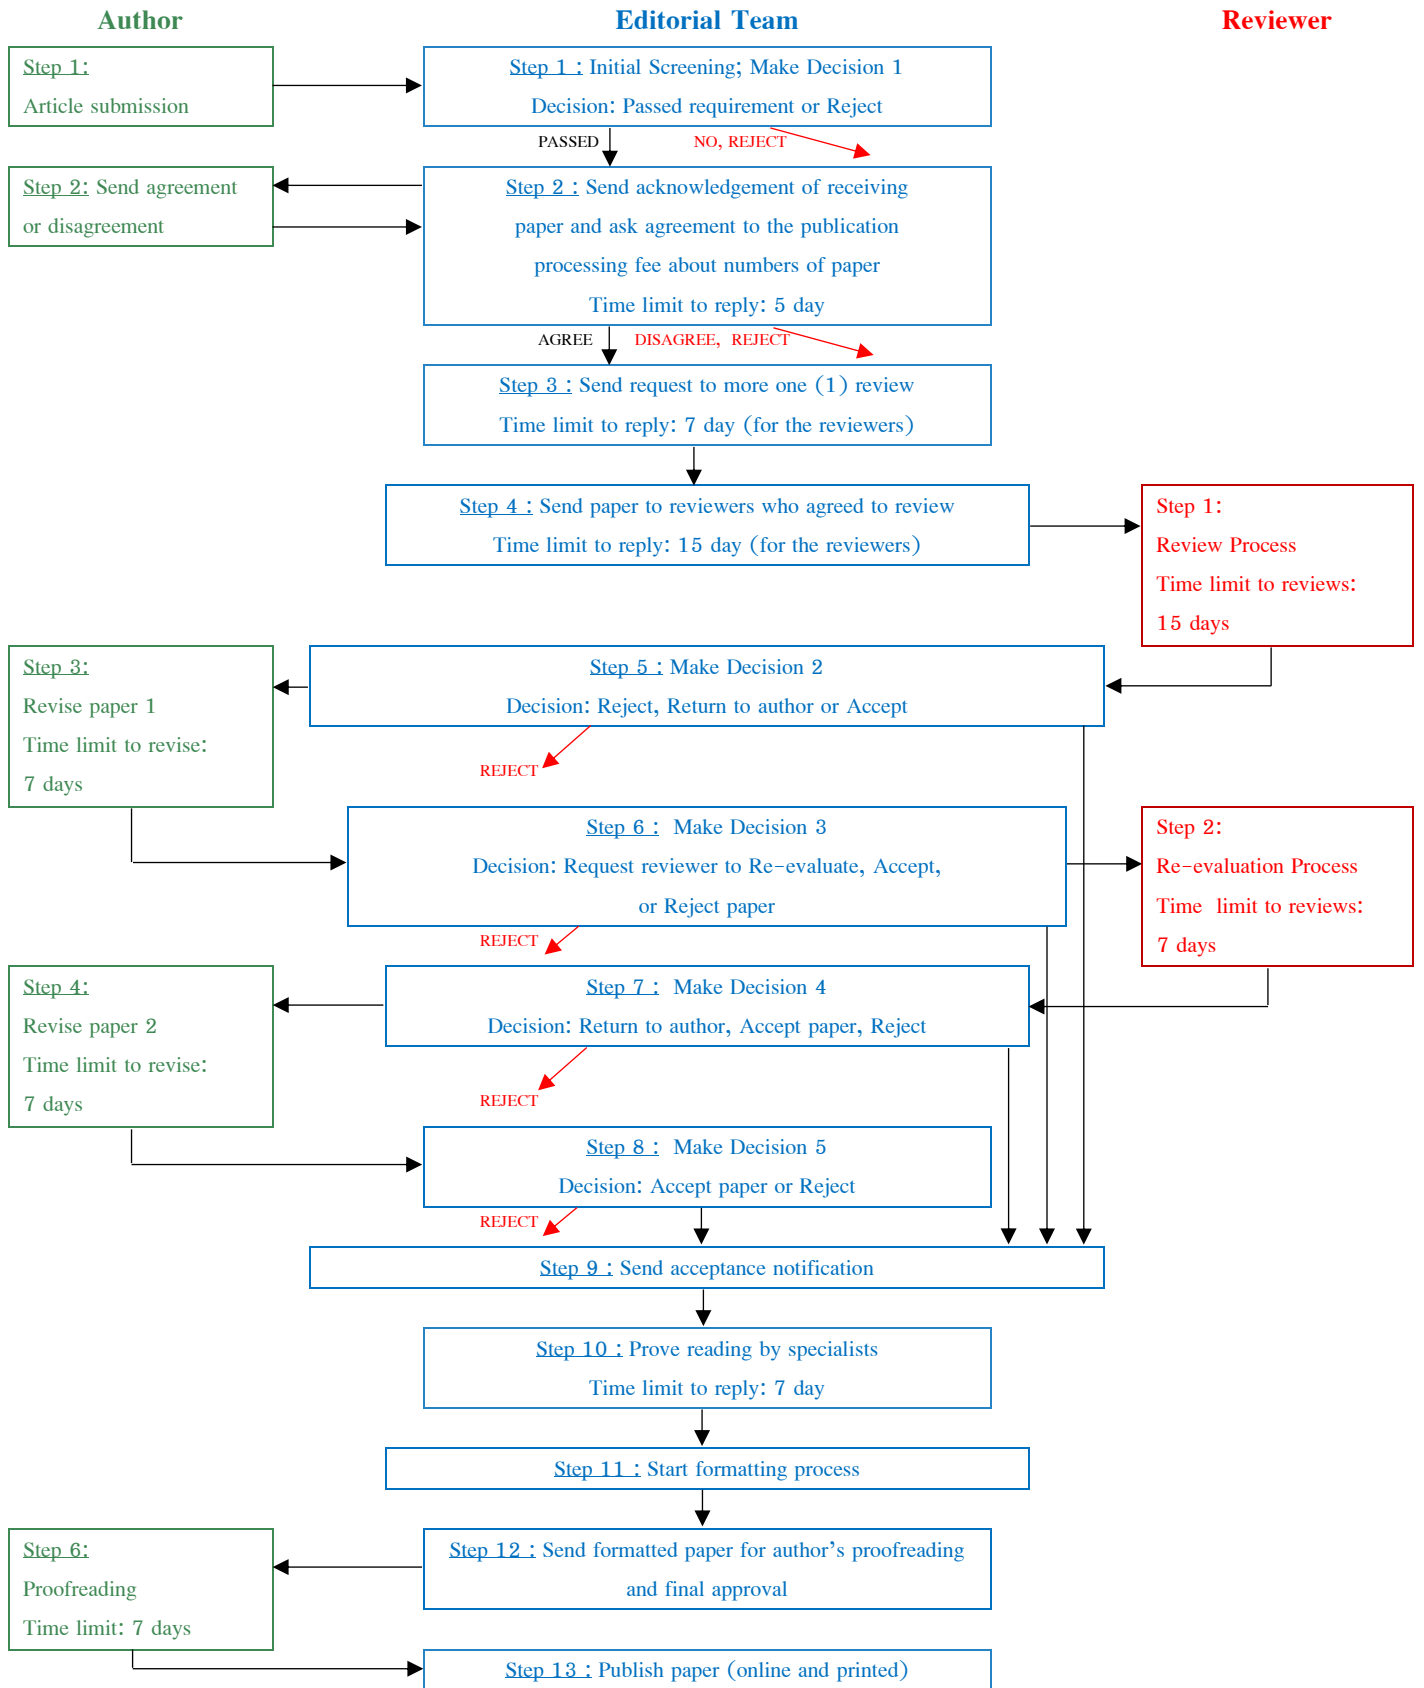 Author
Editorial Team
Reviewer
Step 1:
Article submission
Step 1 : Initial Screening; Make Decision 1
Decision: Passed requirement or Reject
PASSED
NO, REJECT
Step 2: Send agreement
or disagreement
Step 2 : Send acknowledgement of receiving
paper and ask agreement to the publication
processing fee about numbers of paper
Time limit to reply: 5 day
AGREE
DISAGREE, REJECT
Step 3 : Send request to more one (1) review
Time limit to reply: 7 day (for the reviewers)
Step 4 : Send paper to reviewers who agreed to review
Time limit to reply: 15 day (for the reviewers)
Step 1:
Review Process
Time limit to reviews:
15 days
Step 3:
Revise paper 1
Time limit to revise:
7 days
Step 5 : Make Decision 2
Decision: Reject, Return to author or Accept
REJECT
Step 6 : Make Decision 3
Decision: Request reviewer to Re-evaluate, Accept,
or Reject paper
REJECT
Step 2:
Re-evaluation Process
Time limit to reviews:
7 days
Step 4:
Revise paper 2
Time limit to revise:
7 days
Step 7 : Make Decision 4
Decision: Return to author, Accept paper, Reject
REJECT
Step 8 : Make Decision 5
Decision: Accept paper or Reject
REJECT
Step 9 : Send acceptance notification
Step 10 : Prove reading by specialists
Time limit to reply: 7 day
Step 11 : Start formatting process
Step 6:
Proofreading
Time limit: 7 days
Step 12 : Send formatted paper for author's proofreading
and final approval
Step 13 : Publish paper (online and printed)